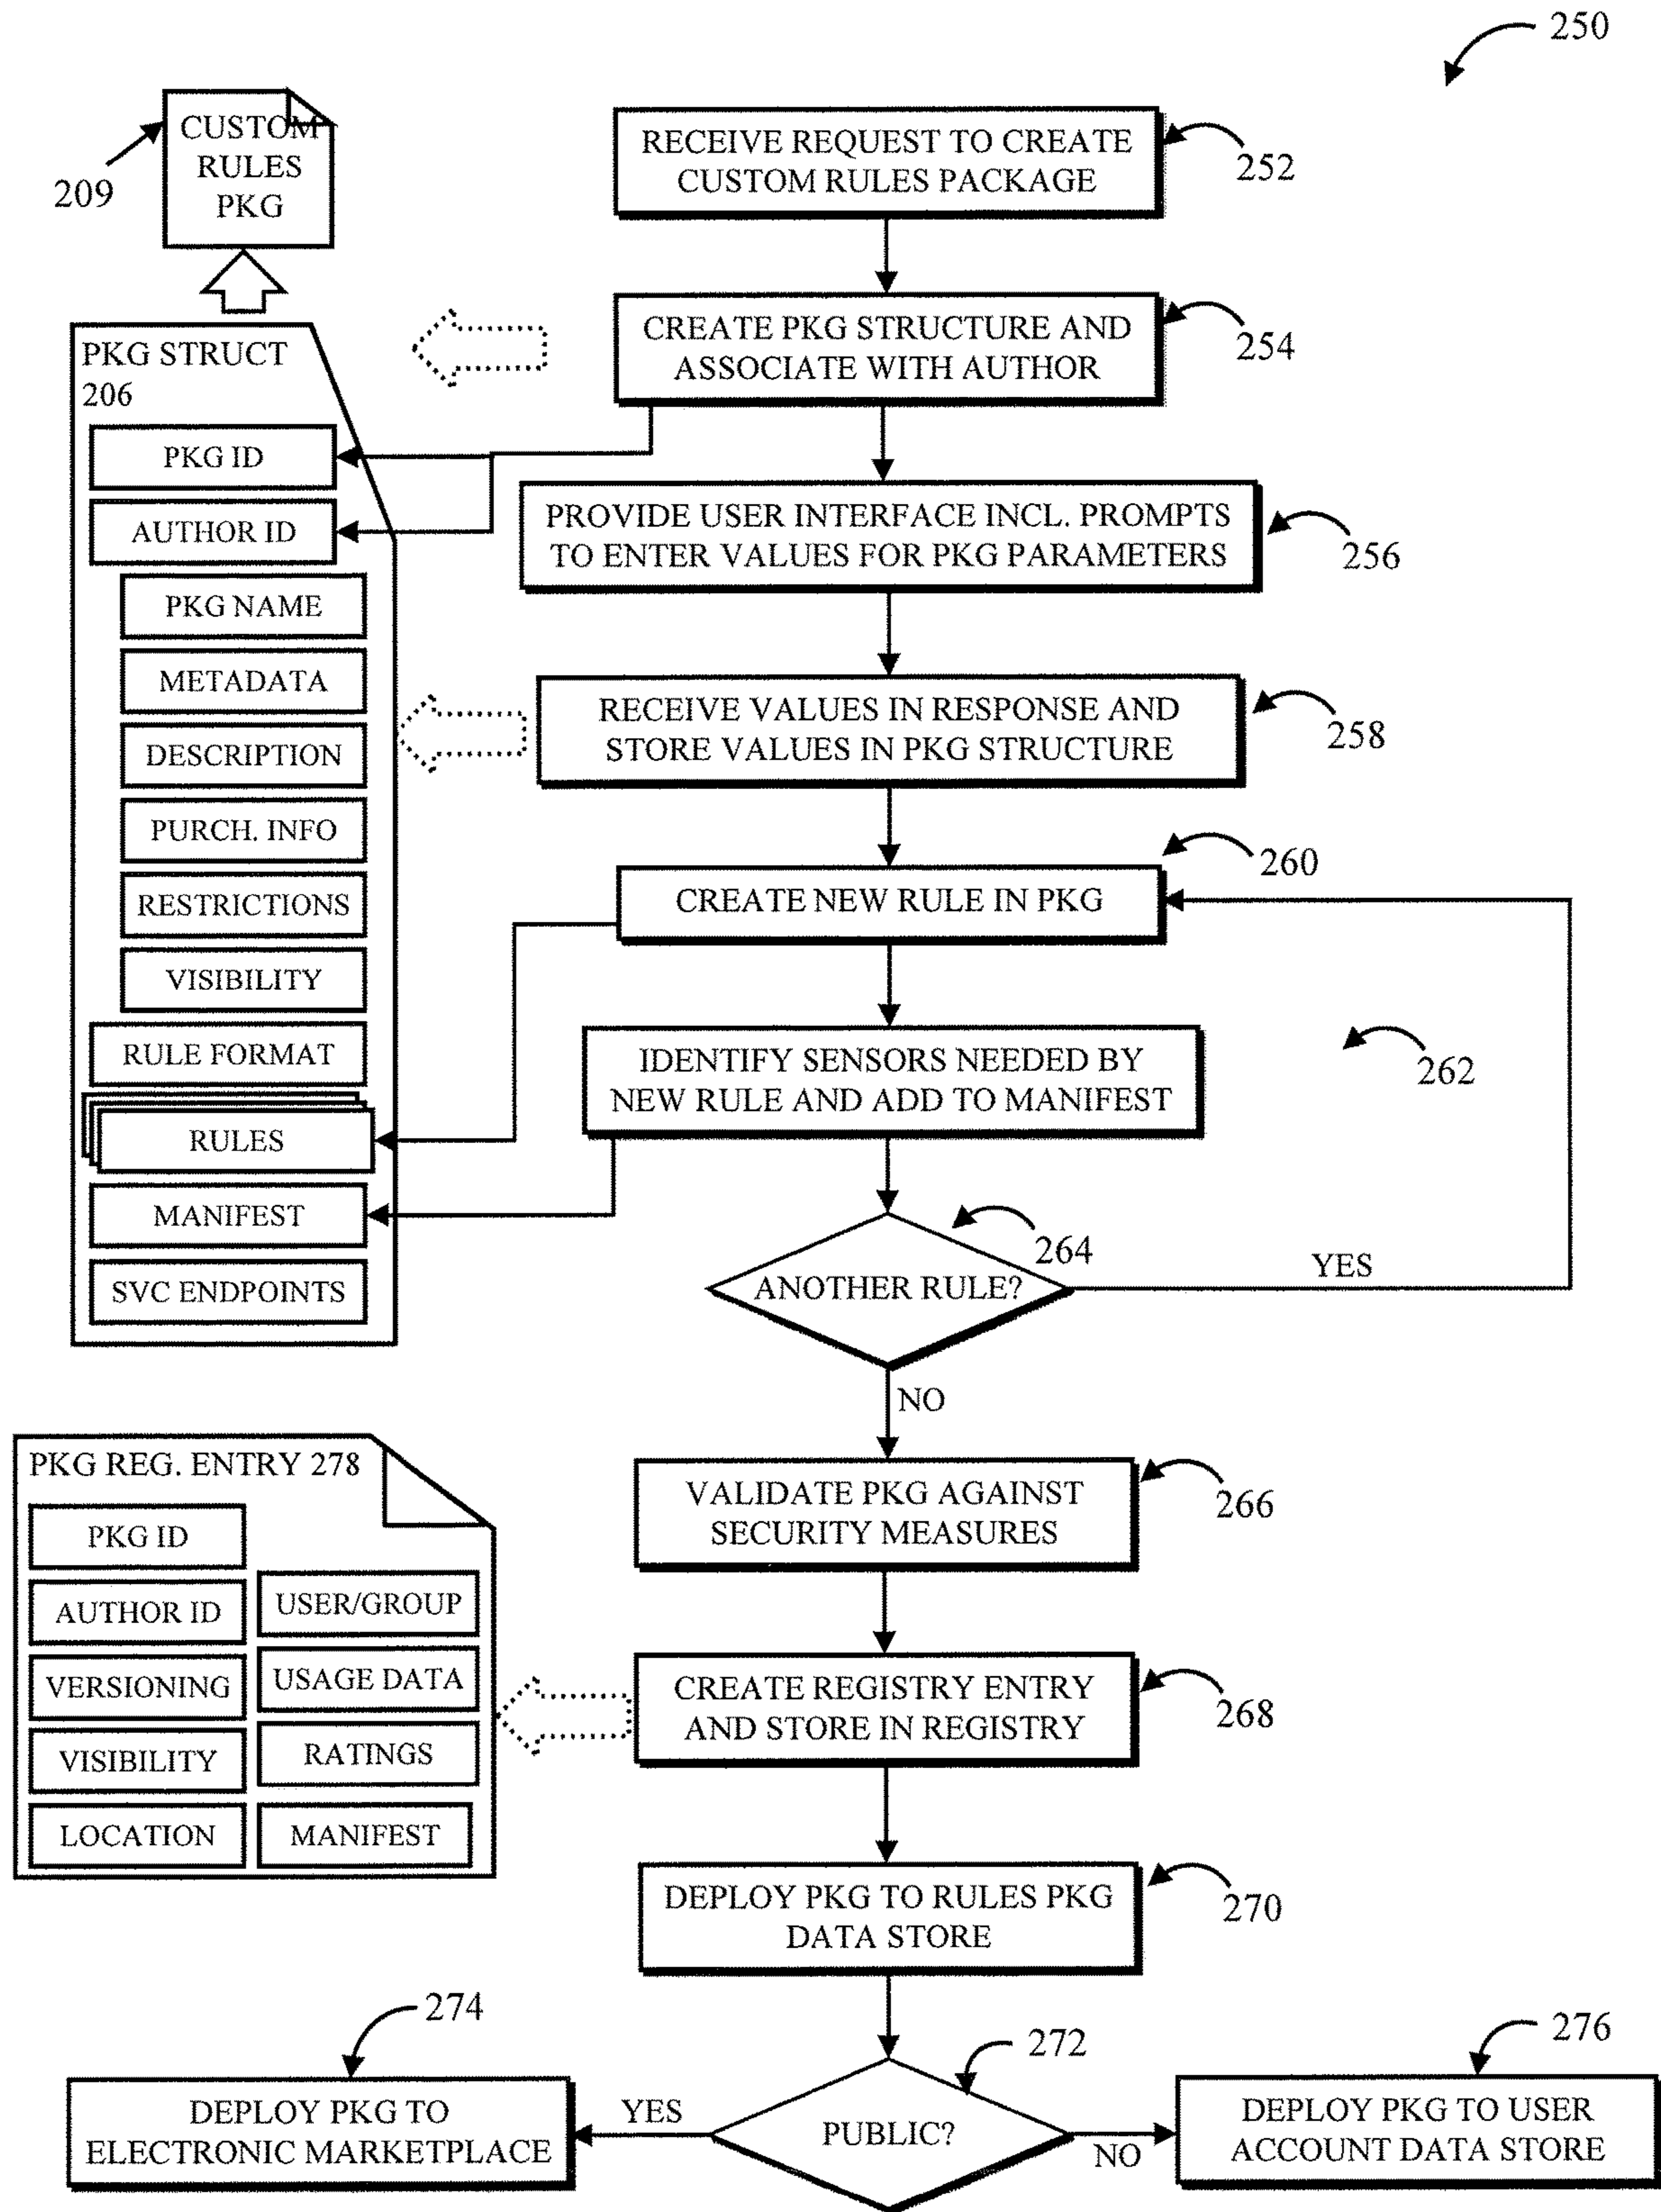 250
CUSTOM
RULES
PKG
209
RECEIVE REQUEST TO CREATE
CUSTOM RULES PACKAGE
252
CREATE PKG STRUCTURE AND
ASSOCIATE WITH AUTHOR
254
PKG STRUCT
206
PKG ID
AUTHOR ID
PKG NAME
METADATA
DESCRIPTION
PURCH. INFO
RESTRICTIONS
VISIBILITY
RULE FORMAT
RULES
MANIFEST
SVC ENDPOINTS
PROVIDE USER INTERFACE INCL. PROMPTS
TO ENTER VALUES FOR PKG PARAMETERS
256
RECEIVE VALUES IN RESPONSE AND
STORE VALUES IN PKG STRUCTURE
258
260
CREATE NEW RULE IN PKG
IDENTIFY SENSORS NEEDED BY
NEW RULE AND ADD TO MANIFEST
262
264
ANOTHER RULE?
YES
NO
VALIDATE PKG AGAINST
SECURITY MEASURES
266
PKG REG. ENTRY 278
PKG ID
AUTHOR ID
VERSIONING
VISIBILITY
LOCATION
USER/GROUP
USAGE DATA
RATINGS
MANIFEST
CREATE REGISTRY ENTRY
AND STORE IN REGISTRY
268
DEPLOY PKG TO RULES PKG
DATA STORE
270
272
PUBLIC?
YES
NO
274
DEPLOY PKG TO
ELECTRONIC MARKETPLACE
276
DEPLOY PKG TO USER
ACCOUNT DATA STORE